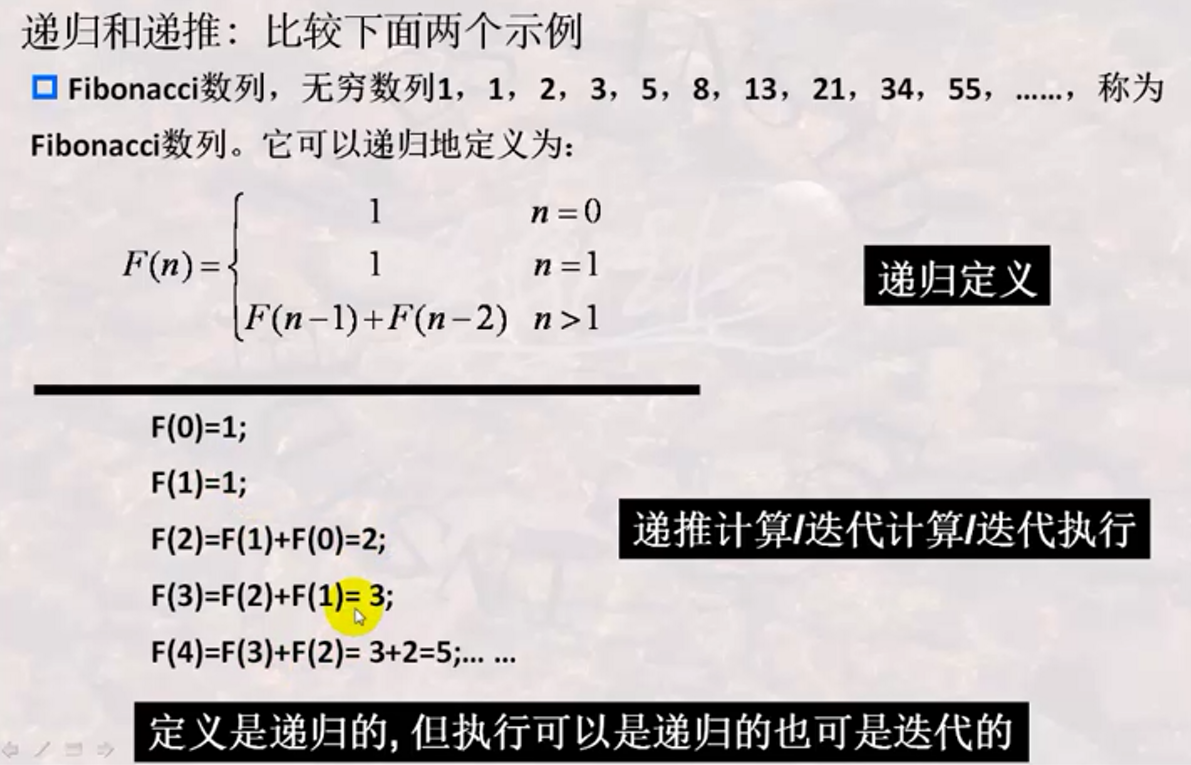 递归和递推：比较下面两个示例
Fibonacci数列，无穷数列1，1，2，3，5，8，13，21，34，55，……，称为
Fibonacci数列。它可以递归地定义为：
1 n=0
F(n)= 1 n=1
F(n-1)+F(n-2) n>1
递归定义
F(0)=1;
F(1)=1;
F(2)=F(1)+F(0)=2;
F(3)=F(2)+F(1)= 3;
F(4)=F(3)+F(2)= 3+2=5;... ...
递推计算/迭代计算/迭代执行
定义是递归的, 但执行可以是递归的也可是迭代的